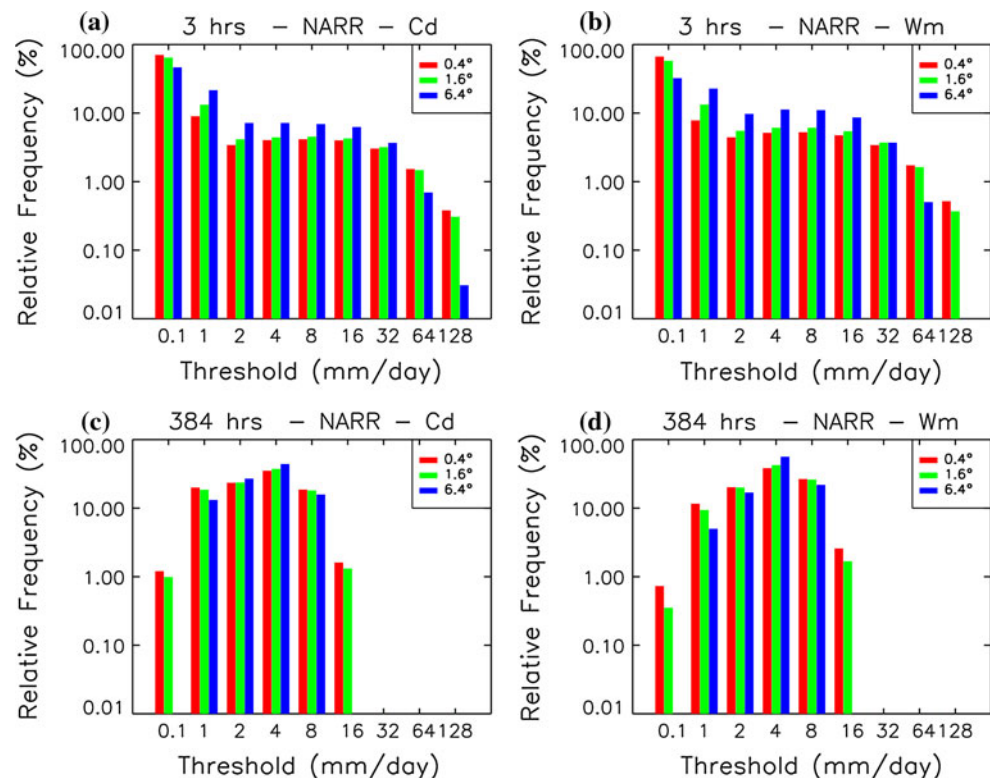 (a) 3 hrs – NARR – Cd
Relative Frequency (%)
100.00
10.00
1.00
0.10
0.01
0.4°
1.6°
6.4°
0.1 1 2 4 8 16 32 64 128
Threshold (mm/day)
(b) 3 hrs – NARR – Wm
Relative Frequency (%)
100.00
10.00
1.00
0.10
0.01
0.4°
1.6°
6.4°
0.1 1 2 4 8 16 32 64 128
Threshold (mm/day)
(c) 384 hrs – NARR – Cd
Relative Frequency (%)
100.00
10.00
1.00
0.10
0.01
0.4°
1.6°
6.4°
0.1 1 2 4 8 16 32 64 128
Threshold (mm/day)
(d) 384 hrs – NARR – Wm
Relative Frequency (%)
100.00
10.00
1.00
0.10
0.01
0.4°
1.6°
6.4°
0.1 1 2 4 8 16 32 64 128
Threshold (mm/day)